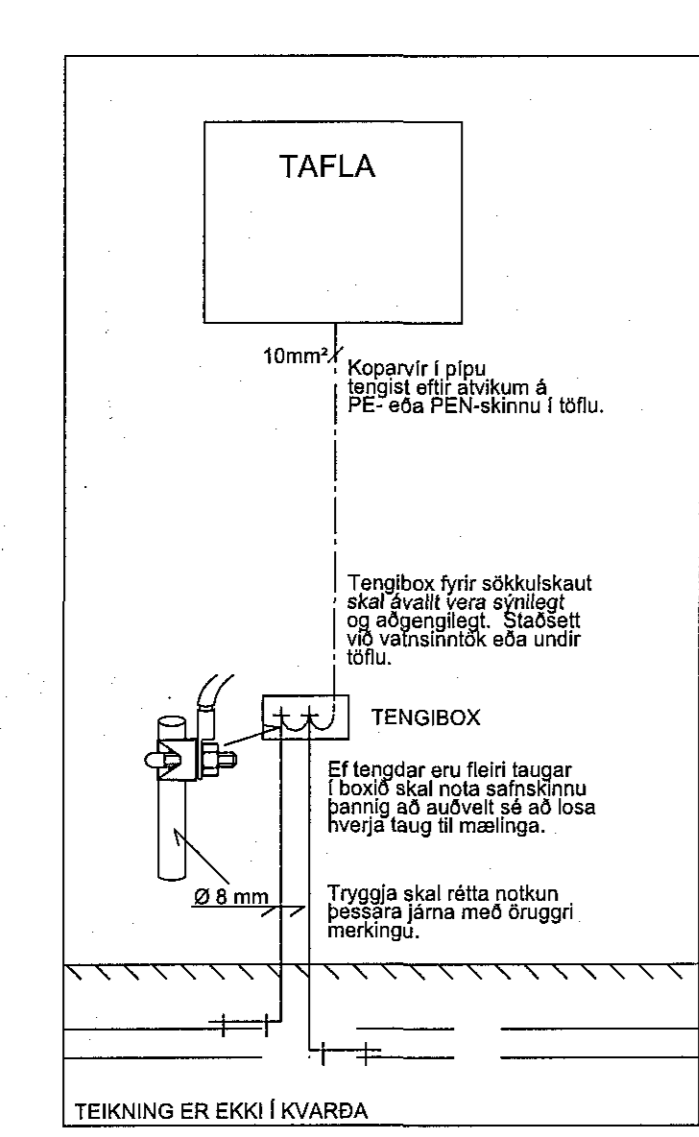 TAFLA
10mm²
Koparvír í pípu
tengist eftir atvikum á
PE- eða PEN-skinnu í töflu.
Tengibox fyrir sökkulskaut
skal ávallt vera sýnilegt
og aðgengilegt. Staðsett
við vatnsinntök eða undir
töflu.
TENGIBOX
Ef tengdar eru fleiri taugar
í boxið skal nota safnskinnu
þannig að auðvelt sé að losa
hverja taug til mælinga.
Ø 8 mm
Tryggja skal rétta notkun
þessara járna með öruggri
merkingu.
TEIKNING ER EKKI Í KVARÐA